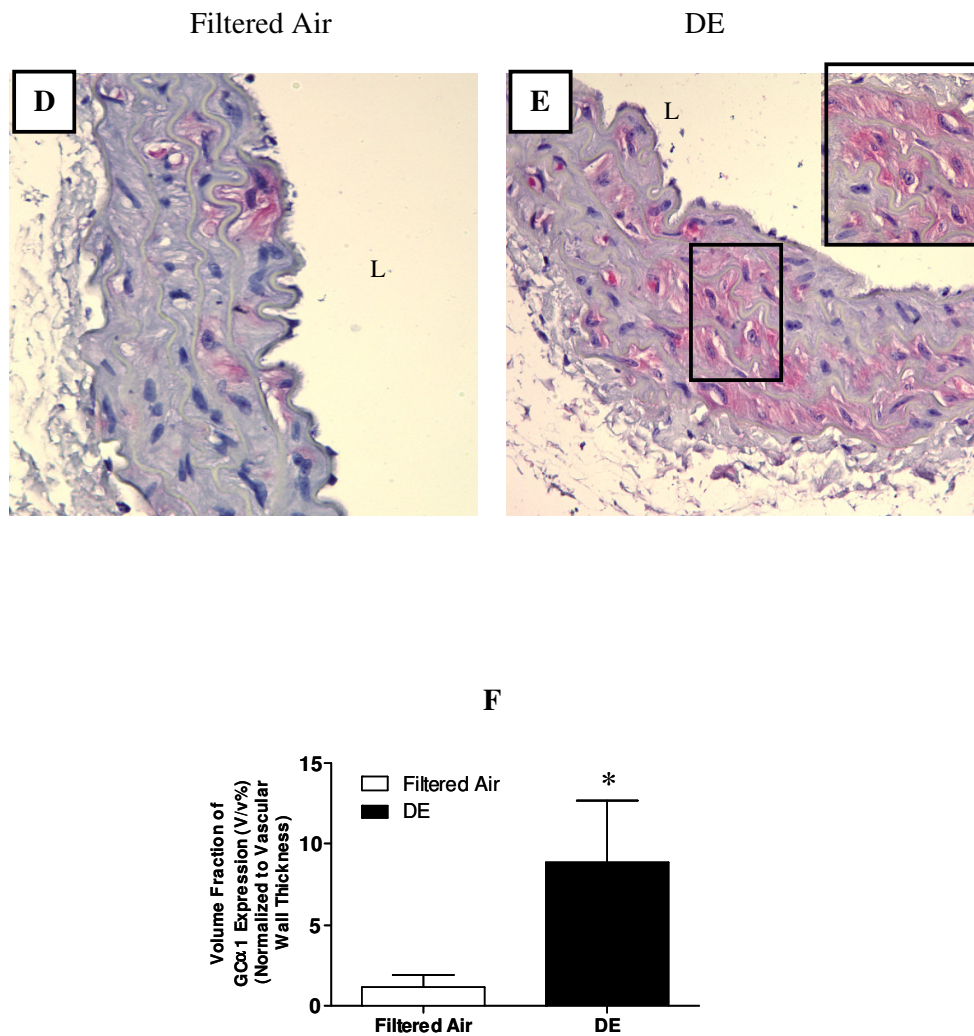 Filtered Air
DE
D
L
E
L
F
Volume Fraction of
GCα1 Expression (V/v%)
(Normalized to Vascular
Wall Thickness)
15
10
5
0
Filtered Air
DE
*
Filtered Air
DE